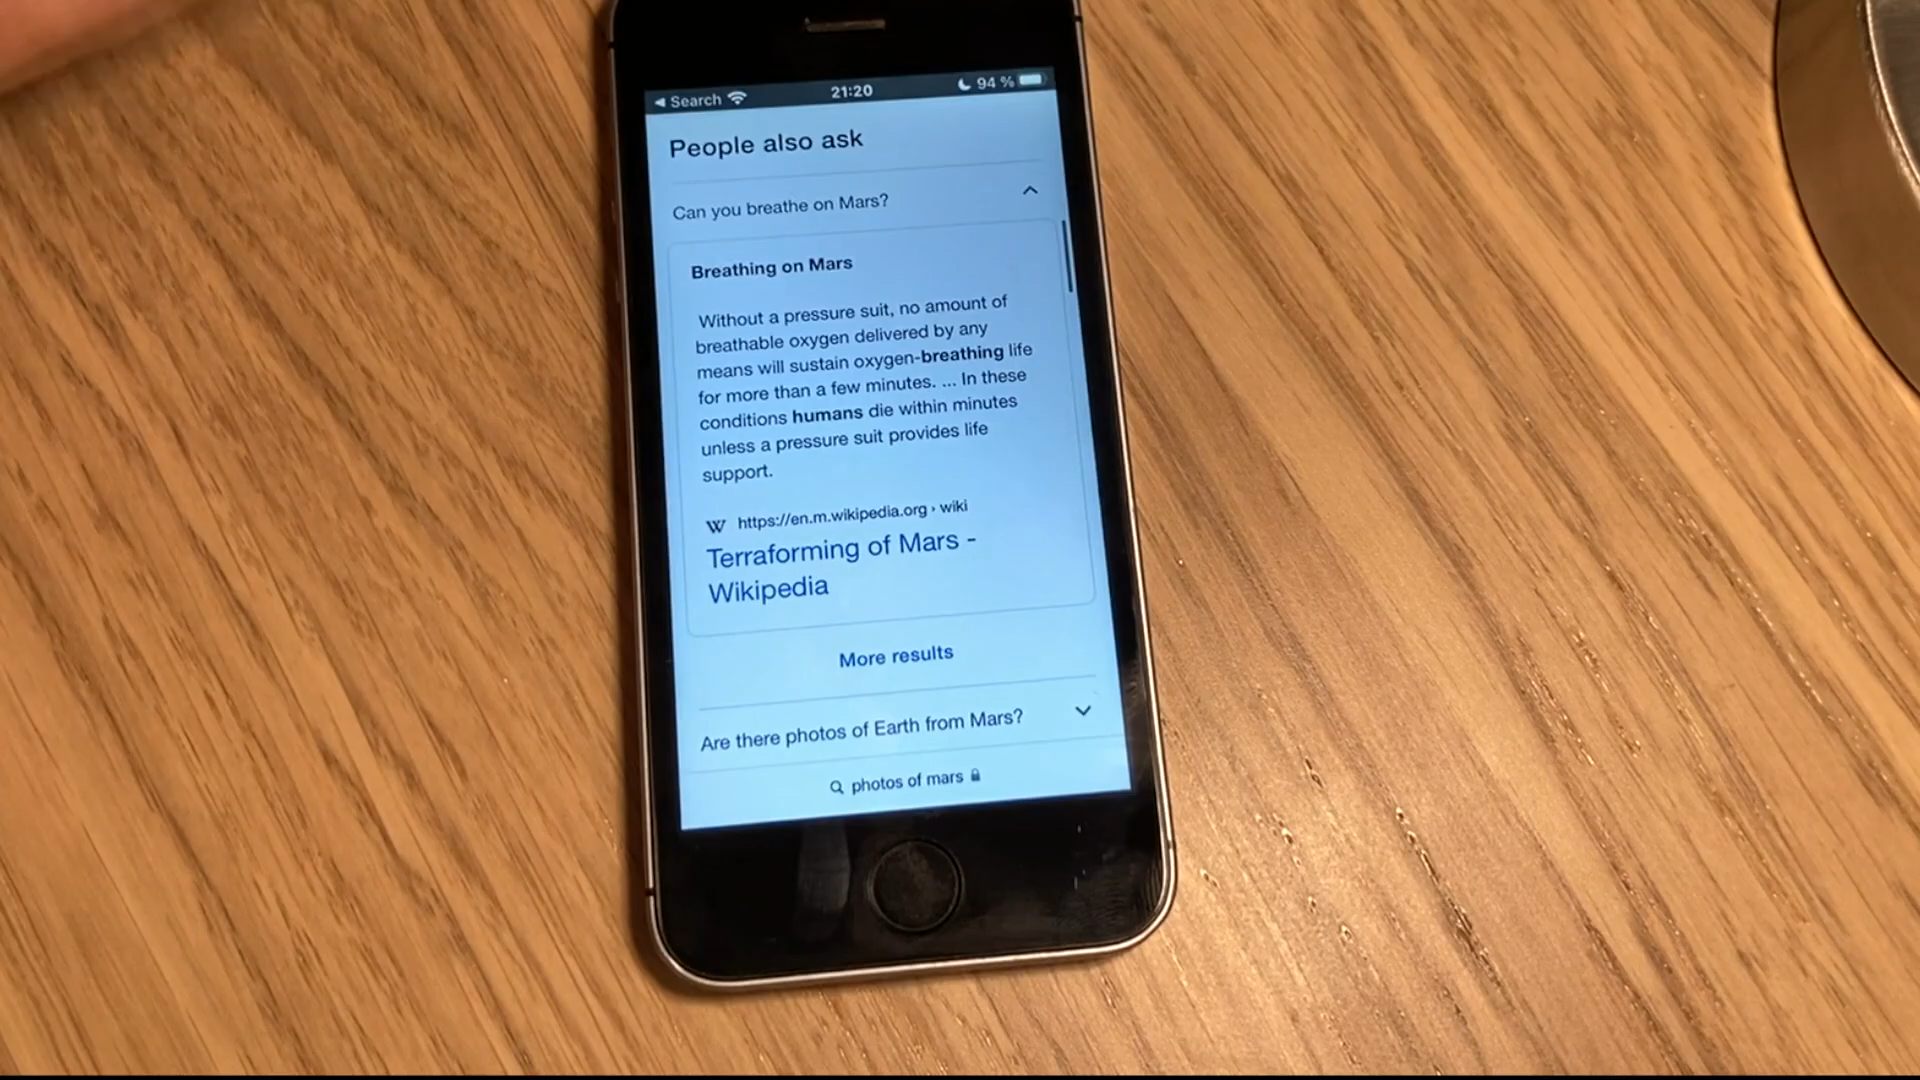 Search 21:20 94 %
People also ask
Can you breathe on Mars?
Breathing on Mars
Without a pressure suit, no amount of
breathable oxygen delivered by any
means will sustain oxygen-breathing life
for more than a few minutes. ... In these
conditions humans die within minutes
unless a pressure suit provides life
support.
W https://en.m.wikipedia.org › wiki
Terraforming of Mars -
Wikipedia
More results
Are there photos of Earth from Mars?
photos of mars